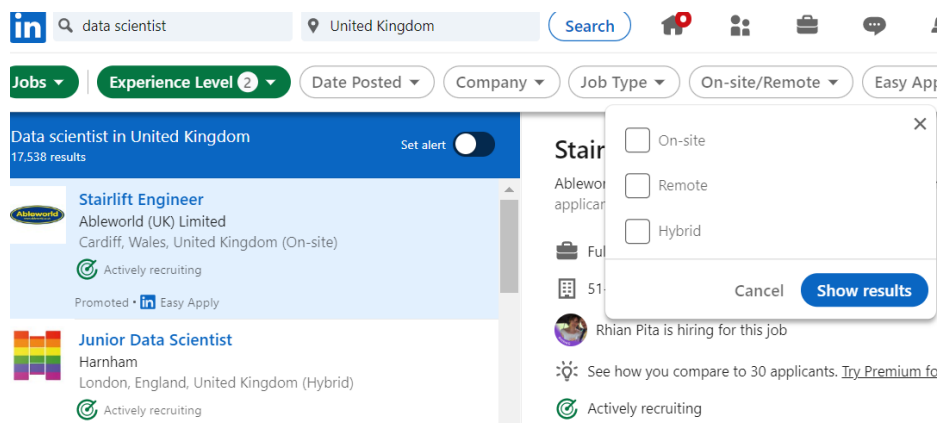 in data scientist United Kingdom Search
Jobs Experience Level 2 Date Posted Company Job Type On-site/Remote Easy App
Data scientist in United Kingdom
17,538 results
Set alert
Stairlift Engineer
Ableworld (UK) Limited
Cardiff, Wales, United Kingdom (On-site)
Actively recruiting
Promoted • in Easy Apply
Junior Data Scientist
Harnham
London, England, United Kingdom (Hybrid)
Actively recruiting
Ableworld
On-site
Remote
Hybrid
Cancel Show results
Stair
Ablewor
applicar
Ful
51-
Rhian Pita is hiring for this job
See how you compare to 30 applicants. Try Premium fo
Actively recruiting